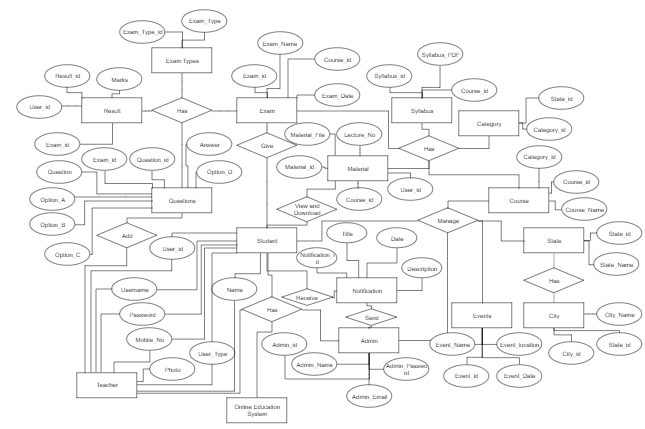 Exam_Type
Exam_Type_id
Exam_Name
Exam Types
Course_id
Syllabus_PDF
Result_id
Marks
Exam_id
Syllabus_id
Course_id
User_id
Exam_Date
State_id
Result
Has
Exam
Syllabus
Category
Category_id
Exam_id
Answer
Give
Material_File
Lecture_No
Has
Exam_id
Question_id
Category_id
Question
Option_D
Material_id
Material
Course_id
User_id
Option_A
Questions
Course_id
Course
Course_Name
View and
Download
Option_B
Manage
Add
Student
Title
Date
State
State_id
User_id
Option_C
Notification_i
d
Description
State_Name
Username
Name
Receive
Notification
Has
Password
Has
Send
Events
City
City_Name
Mobile_No
Admin_id
Admin
Event_Name
Event_location
State_id
User_Type
City_id
Photo
Admin_Name
Admin_Passwo
rd
Event_id
Event_Date
Teacher
Admin_Email
Online Education
System